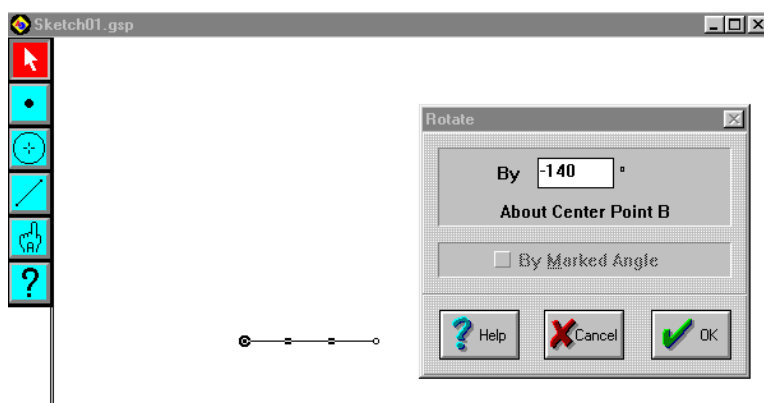 Sketch01.gsp
Rotate
By -140 °
About Center Point B
By Marked Angle
? Help
Cancel
OK
A
?